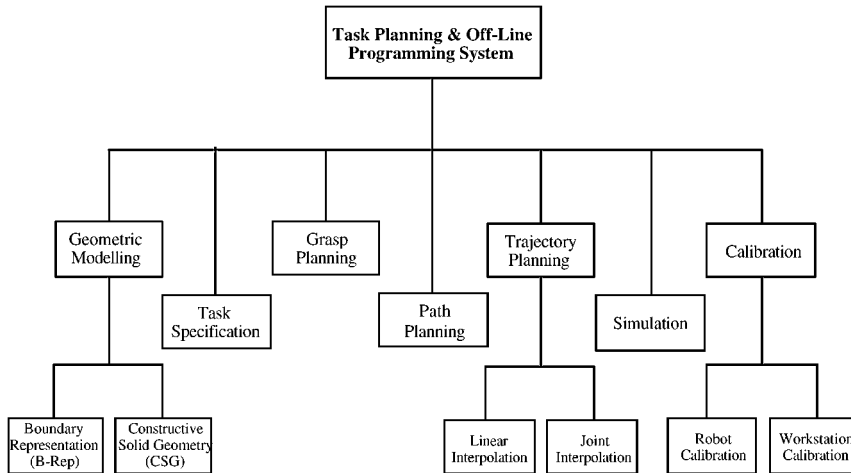 Task Planning & Off-Line
Programming System
Geometric
Modelling
Grasp
Planning
Trajectory
Planning
Calibration
Task
Specification
Path
Planning
Simulation
Boundary
Representation
(B-Rep)
Constructive
Solid Geometry
(CSG)
Linear
Interpolation
Joint
Interpolation
Robot
Calibration
Workstation
Calibration